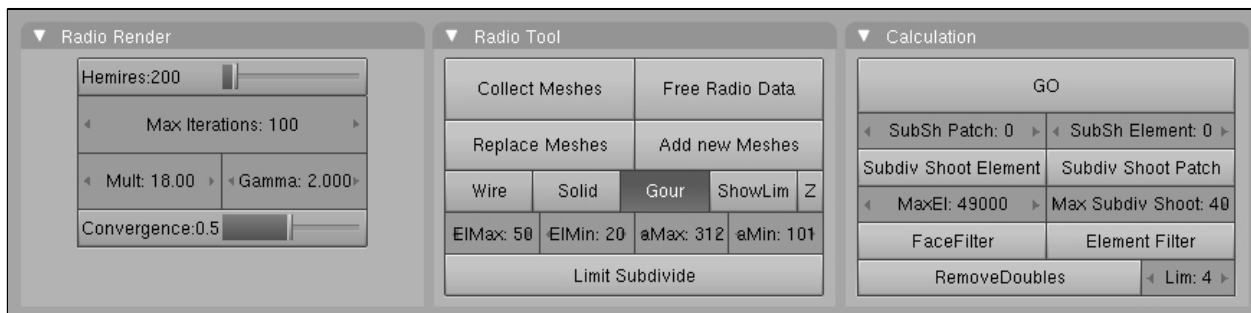 Radio Render
Hemires:200
Max Iterations: 100
Mult: 18.00 Gamma: 2.000
Convergence:0.5
Radio Tool
Collect Meshes Free Radio Data
Replace Meshes Add new Meshes
Wire Solid Gour ShowLim Z
ElMax: 50 ElMin: 20 aMax: 312 aMin: 101
Limit Subdivide
Calculation
GO
SubSh Patch: 0 SubSh Element: 0
Subdiv Shoot Element Subdiv Shoot Patch
MaxEl: 49000 Max Subdiv Shoot: 40
FaceFilter Element Filter
RemoveDoubles Lim: 4